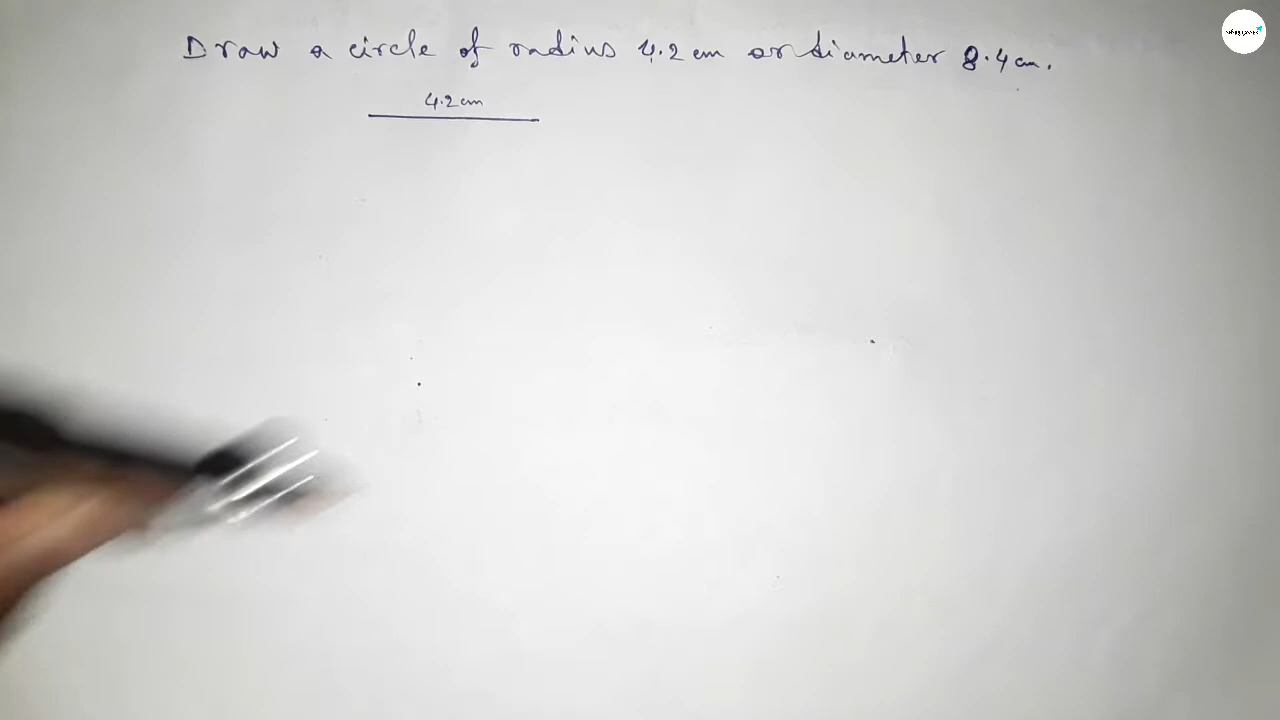 Draw a circle of radius 4.2 cm or diameter 8.4 cm.
4.2 cm